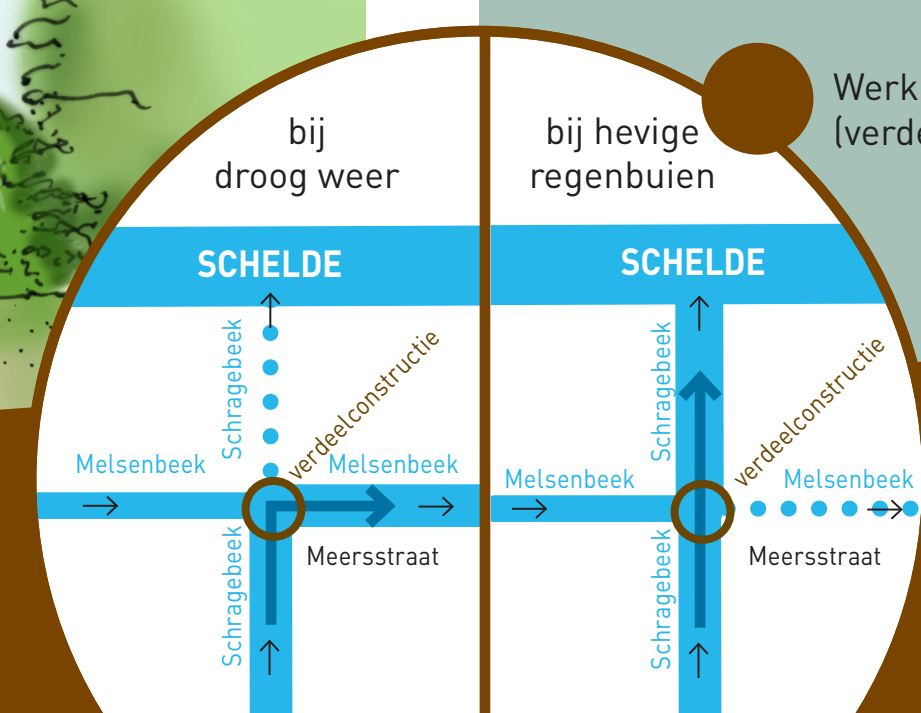 bij
droog weer
SCHELDE
Schragebeek
verdeelconstructie
Melsenbeek
Melsenbeek
Meersstraat
Schragebeek
bij hevige
regenbuien
SCHELDE
Schragebeek
verdeelconstructie
Melsenbeek
Melsenbeek
Meersstraat
Schragebeek
Werk
(verde